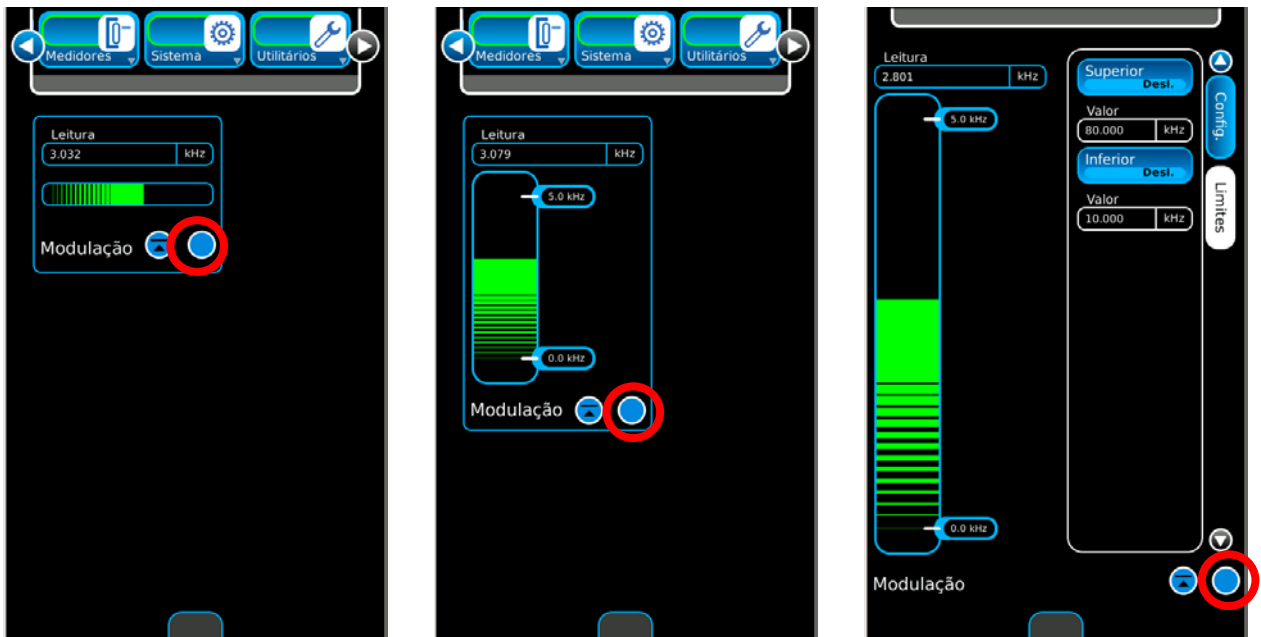 Medidores
Sistema
Utilitários
Leitura
3.032 kHz
Modulação
Medidores
Sistema
Utilitários
Leitura
3.079 kHz
5.0 kHz
0.0 kHz
Modulação
Leitura
2.801 kHz
5.0 kHz
0.0 kHz
Superior
Desl.
Valor
80.000 kHz
Inferior
Desl.
Valor
10.000 kHz
Config.
Limites
Modulação